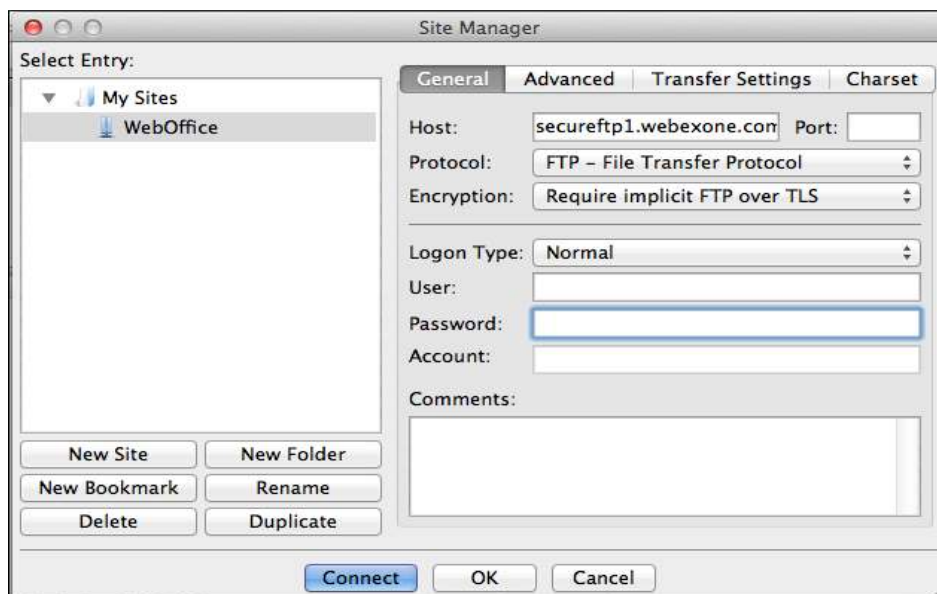 Site Manager
Select Entry:
My Sites
WebOffice
New Site New Folder
New Bookmark Rename
Delete Duplicate
General Advanced Transfer Settings Charset
Host: secureftp1.webexone.com Port:
Protocol: FTP – File Transfer Protocol
Encryption: Require implicit FTP over TLS
Logon Type: Normal
User:
Password:
Account:
Comments:
Connect OK Cancel